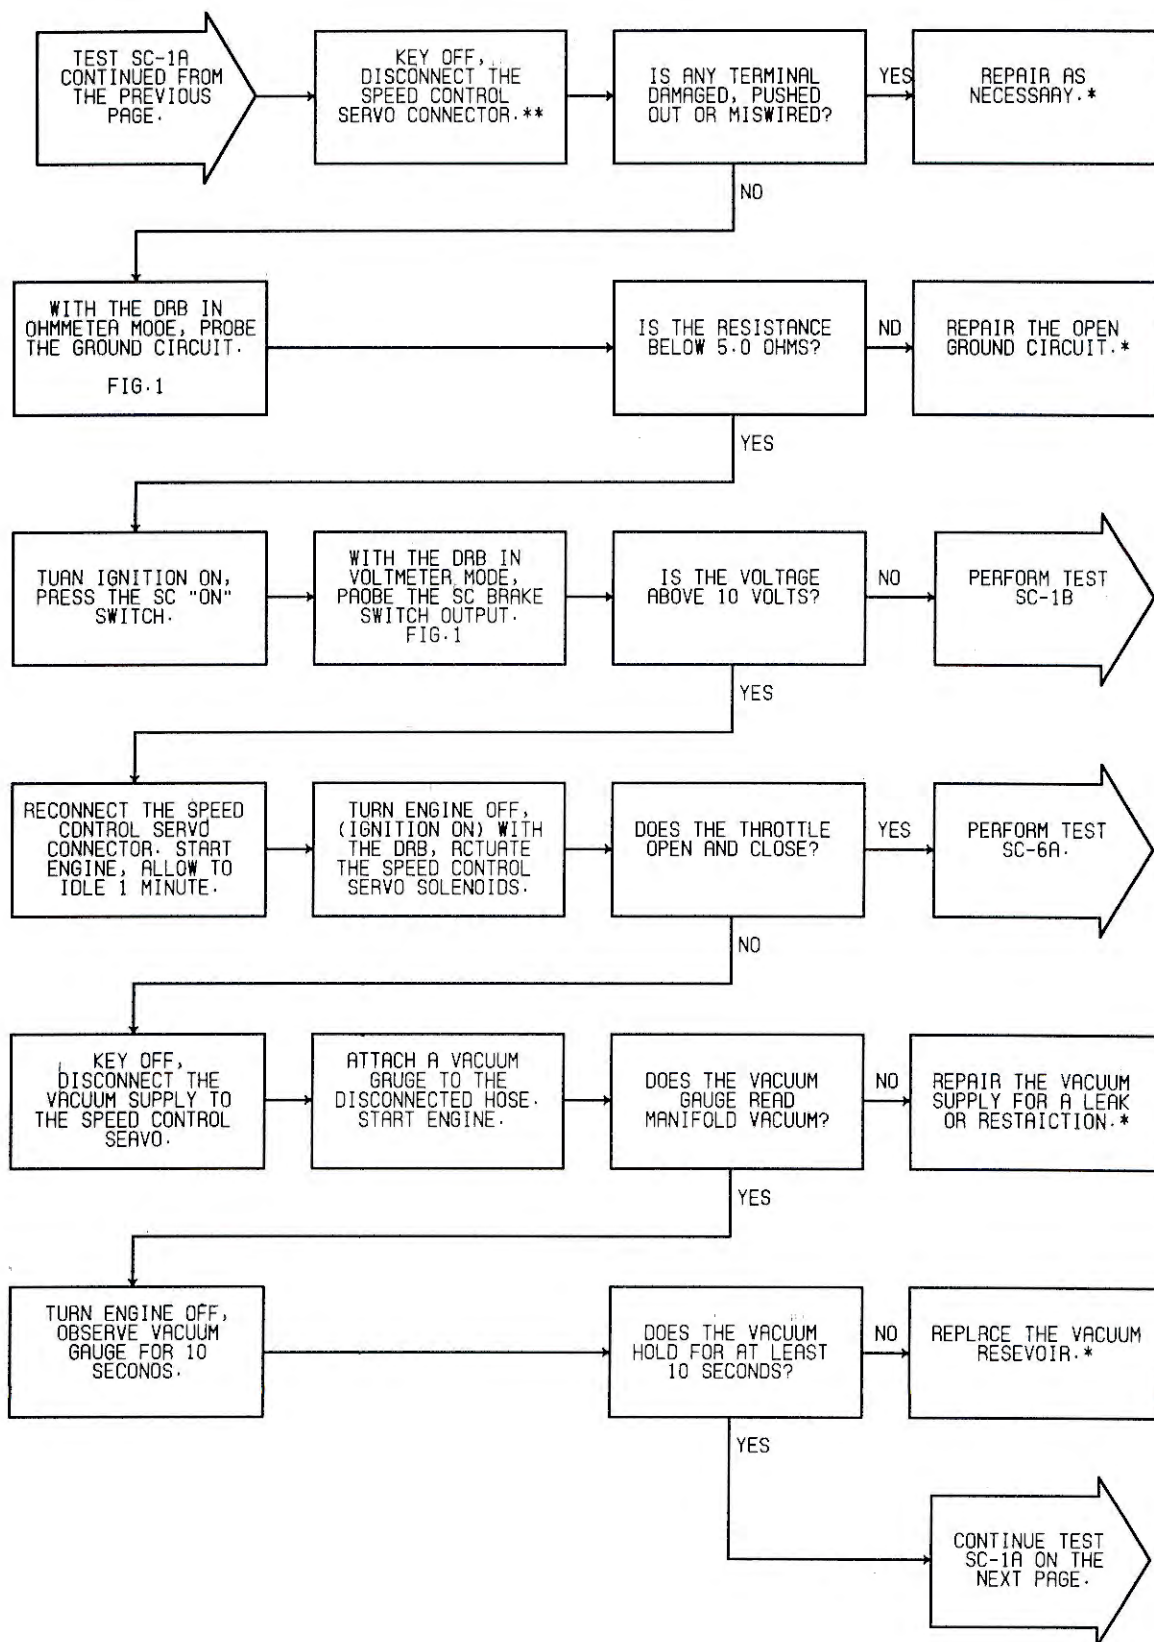 TEST SC-1A
CONTINUED FROM
THE PREVIOUS
PAGE.
KEY OFF,
DISCONNECT THE
SPEED CONTROL
SERVO CONNECTOR.**
IS ANY TERMINAL
DAMAGED, PUSHED
OUT OR MISWIRED?
YES
REPAIR AS
NECESSARY.*
NO
WITH THE DRB IN
OHMMETER MODE, PROBE
THE GROUND CIRCUIT.
FIG.1
IS THE RESISTANCE
BELOW 5.0 OHMS?
NO
REPAIR THE OPEN
GROUND CIRCUIT.*
YES
TURN IGNITION ON,
PRESS THE SC "ON"
SWITCH.
WITH THE DRB IN
VOLTMETER MODE,
PROBE THE SC BRAKE
SWITCH OUTPUT.
FIG.1
IS THE VOLTAGE
ABOVE 10 VOLTS?
NO
PERFORM TEST
SC-1B
YES
RECONNECT THE SPEED
CONTROL SERVO
CONNECTOR. START
ENGINE, ALLOW TO
IDLE 1 MINUTE.
TURN ENGINE OFF,
(IGNITION ON) WITH
THE DRB, ACTUATE
THE SPEED CONTROL
SERVO SOLENOIDS.
DOES THE THROTTLE
OPEN AND CLOSE?
YES
PERFORM TEST
SC-6A.
NO
KEY OFF,
DISCONNECT THE
VACUUM SUPPLY TO
THE SPEED CONTROL
SERVO.
ATTACH A VACUUM
GAUGE TO THE
DISCONNECTED HOSE.
START ENGINE.
DOES THE VACUUM
GAUGE READ
MANIFOLD VACUUM?
NO
REPAIR THE VACUUM
SUPPLY FOR A LEAK
OR RESTRICTION.*
YES
TURN ENGINE OFF,
OBSERVE VACUUM
GAUGE FOR 10
SECONDS.
DOES THE VACUUM
HOLD FOR AT LEAST
10 SECONDS?
NO
REPLACE THE VACUUM
RESEVOIR.*
YES
CONTINUE TEST
SC-1A ON THE
NEXT PAGE.